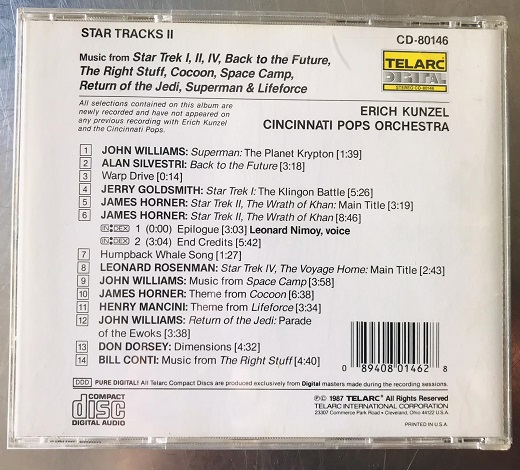 STAR TRACKS II
CD-80146
Music from Star Trek I, II, IV, Back to the Future,
The Right Stuff, Cocoon, Space Camp,
Return of the Jedi, Superman & Lifeforce
TELARC
DIGITAL
STEREO CD-80146
All selections contained on this album are
newly recorded and have not appeared on
any previous recording with Erich Kunzel
and the Cincinnati Pops.
ERICH KUNZEL
CINCINNATI POPS ORCHESTRA
1 JOHN WILLIAMS: Superman: The Planet Krypton [1:39]
2 ALAN SILVESTRI: Back to the Future [3:18]
3 Warp Drive [0:14]
4 JERRY GOLDSMITH: Star Trek I: The Klingon Battle [5:26]
5 JAMES HORNER: Star Trek II, The Wrath of Khan: Main Title [3:19]
6 JAMES HORNER: Star Trek II, The Wrath of Khan [8:46]
INDEX 1 (0:00) Epilogue [3:03] Leonard Nimoy, voice
INDEX 2 (3:04) End Credits [5:42]
7 Humpback Whale Song [1:27]
8 LEONARD ROSENMAN: Star Trek IV, The Voyage Home: Main Title [2:43]
9 JOHN WILLIAMS: Music from Space Camp [3:58]
10 JAMES HORNER: Theme from Cocoon [6:38]
11 HENRY MANCINI: Theme from Lifeforce [3:34]
12 JOHN WILLIAMS: Return of the Jedi: Parade
of the Ewoks [3:38]
13 DON DORSEY: Dimensions [4:32]
14 BILL CONTI: Music from The Right Stuff [4:40]
0 89408 01462 8
DDD PURE DIGITAL! All Telarc Compact Discs are produced exclusively from Digital masters made during the recording sessions.
COMPACT
disc
DIGITAL AUDIO
℗ © 1987 TELARC® All Rights Reserved
TELARC INTERNATIONAL CORPORATION
23307 Commerce Park Road • Cleveland, Ohio 44122 U.S.A.
PRINTED IN U.S.A.